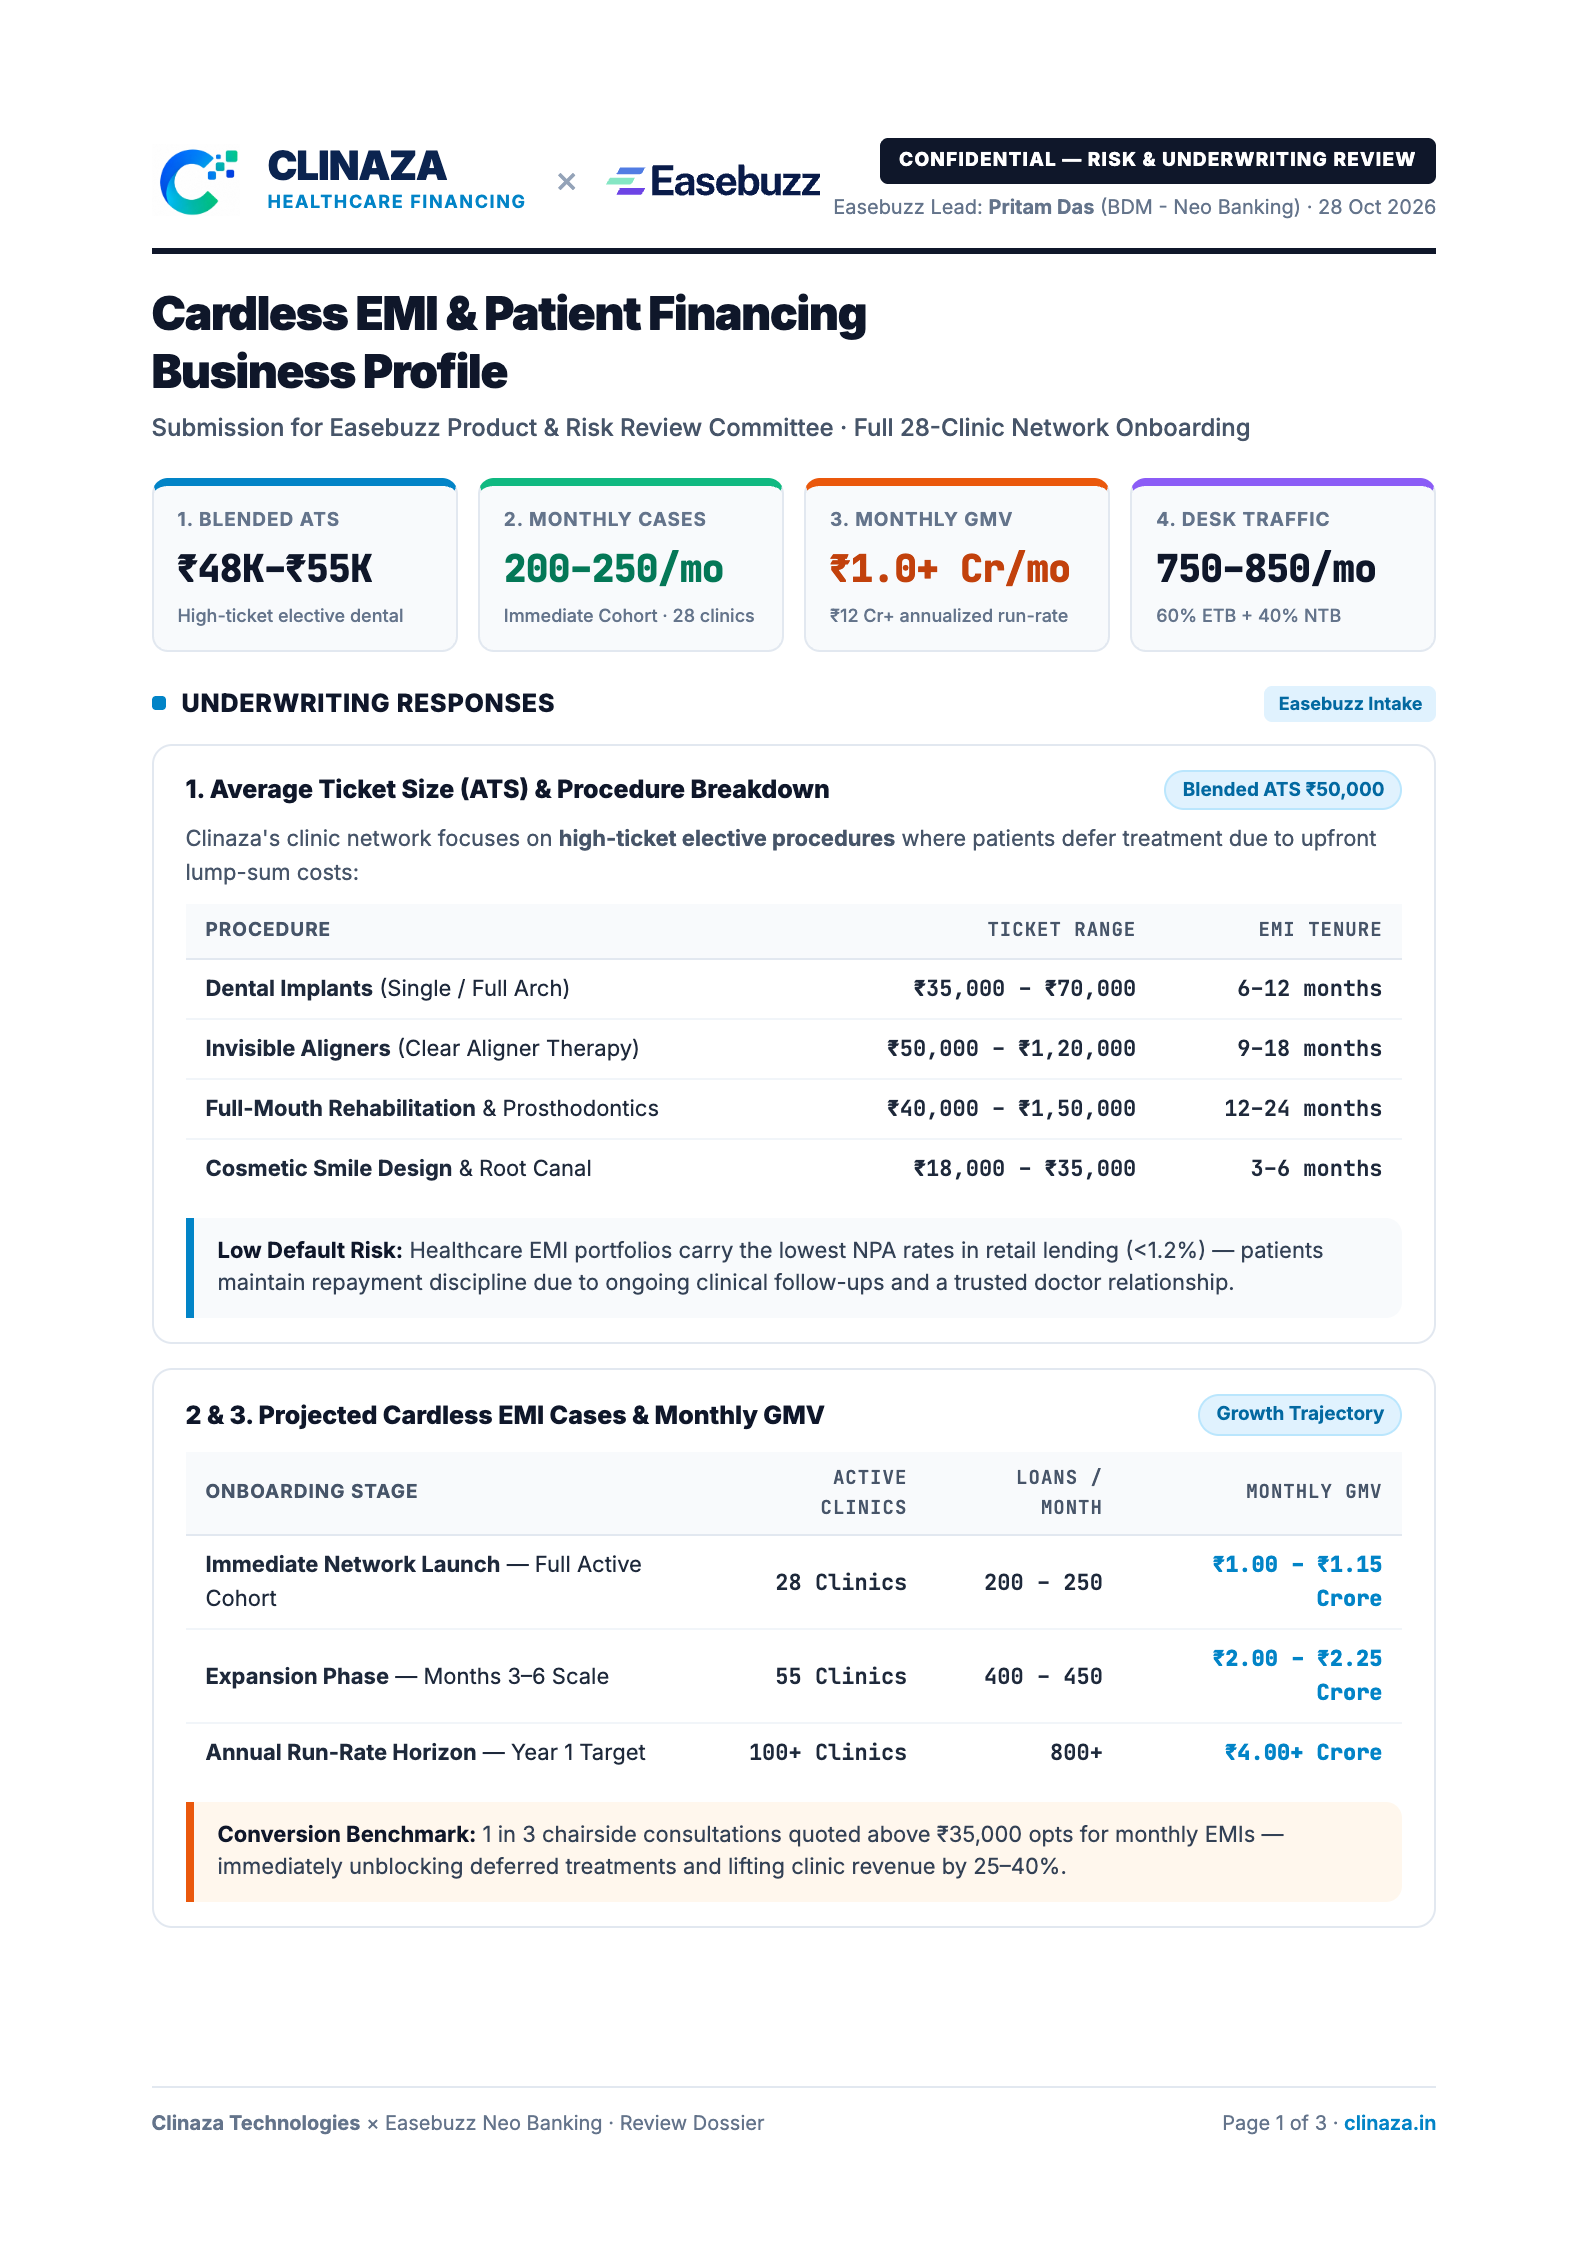 CLINAZA
HEALTHCARE FINANCING
×
Easebuzz
CONFIDENTIAL — RISK & UNDERWRITING REVIEW
Easebuzz Lead: Pritam Das (BDM - Neo Banking) · 28 Oct 2026
Cardless EMI & Patient Financing
Business Profile
Submission for Easebuzz Product & Risk Review Committee · Full 28-Clinic Network Onboarding
1. BLENDED ATS
₹48K–₹55K
High-ticket elective dental
2. MONTHLY CASES
200–250/mo
Immediate Cohort · 28 clinics
3. MONTHLY GMV
₹1.0+ Cr/mo
₹12 Cr+ annualized run-rate
4. DESK TRAFFIC
750–850/mo
60% ETB + 40% NTB
UNDERWRITING RESPONSES
Easebuzz Intake
1. Average Ticket Size (ATS) & Procedure Breakdown
Blended ATS ₹50,000
Clinaza's clinic network focuses on high-ticket elective procedures where patients defer treatment due to upfront
lump-sum costs:
PROCEDURE TICKET RANGE EMI TENURE
Dental Implants (Single / Full Arch) ₹35,000 – ₹70,000 6–12 months
Invisible Aligners (Clear Aligner Therapy) ₹50,000 – ₹1,20,000 9–18 months
Full-Mouth Rehabilitation & Prosthodontics ₹40,000 – ₹1,50,000 12–24 months
Cosmetic Smile Design & Root Canal ₹18,000 – ₹35,000 3–6 months
Low Default Risk: Healthcare EMI portfolios carry the lowest NPA rates in retail lending (<1.2%) — patients
maintain repayment discipline due to ongoing clinical follow-ups and a trusted doctor relationship.
2 & 3. Projected Cardless EMI Cases & Monthly GMV
Growth Trajectory
ONBOARDING STAGE
ACTIVE
CLINICS
LOANS /
MONTH
MONTHLY GMV
Immediate Network Launch — Full Active
Cohort
28 Clinics
200 – 250
₹1.00 – ₹1.15
Crore
Expansion Phase — Months 3–6 Scale
55 Clinics
400 – 450
₹2.00 – ₹2.25
Crore
Annual Run-Rate Horizon — Year 1 Target 100+ Clinics 800+ ₹4.00+ Crore
Conversion Benchmark: 1 in 3 chairside consultations quoted above ₹35,000 opts for monthly EMIs —
immediately unblocking deferred treatments and lifting clinic revenue by 25–40%.
Clinaza Technologies × Easebuzz Neo Banking · Review Dossier
Page 1 of 3 · clinaza.in